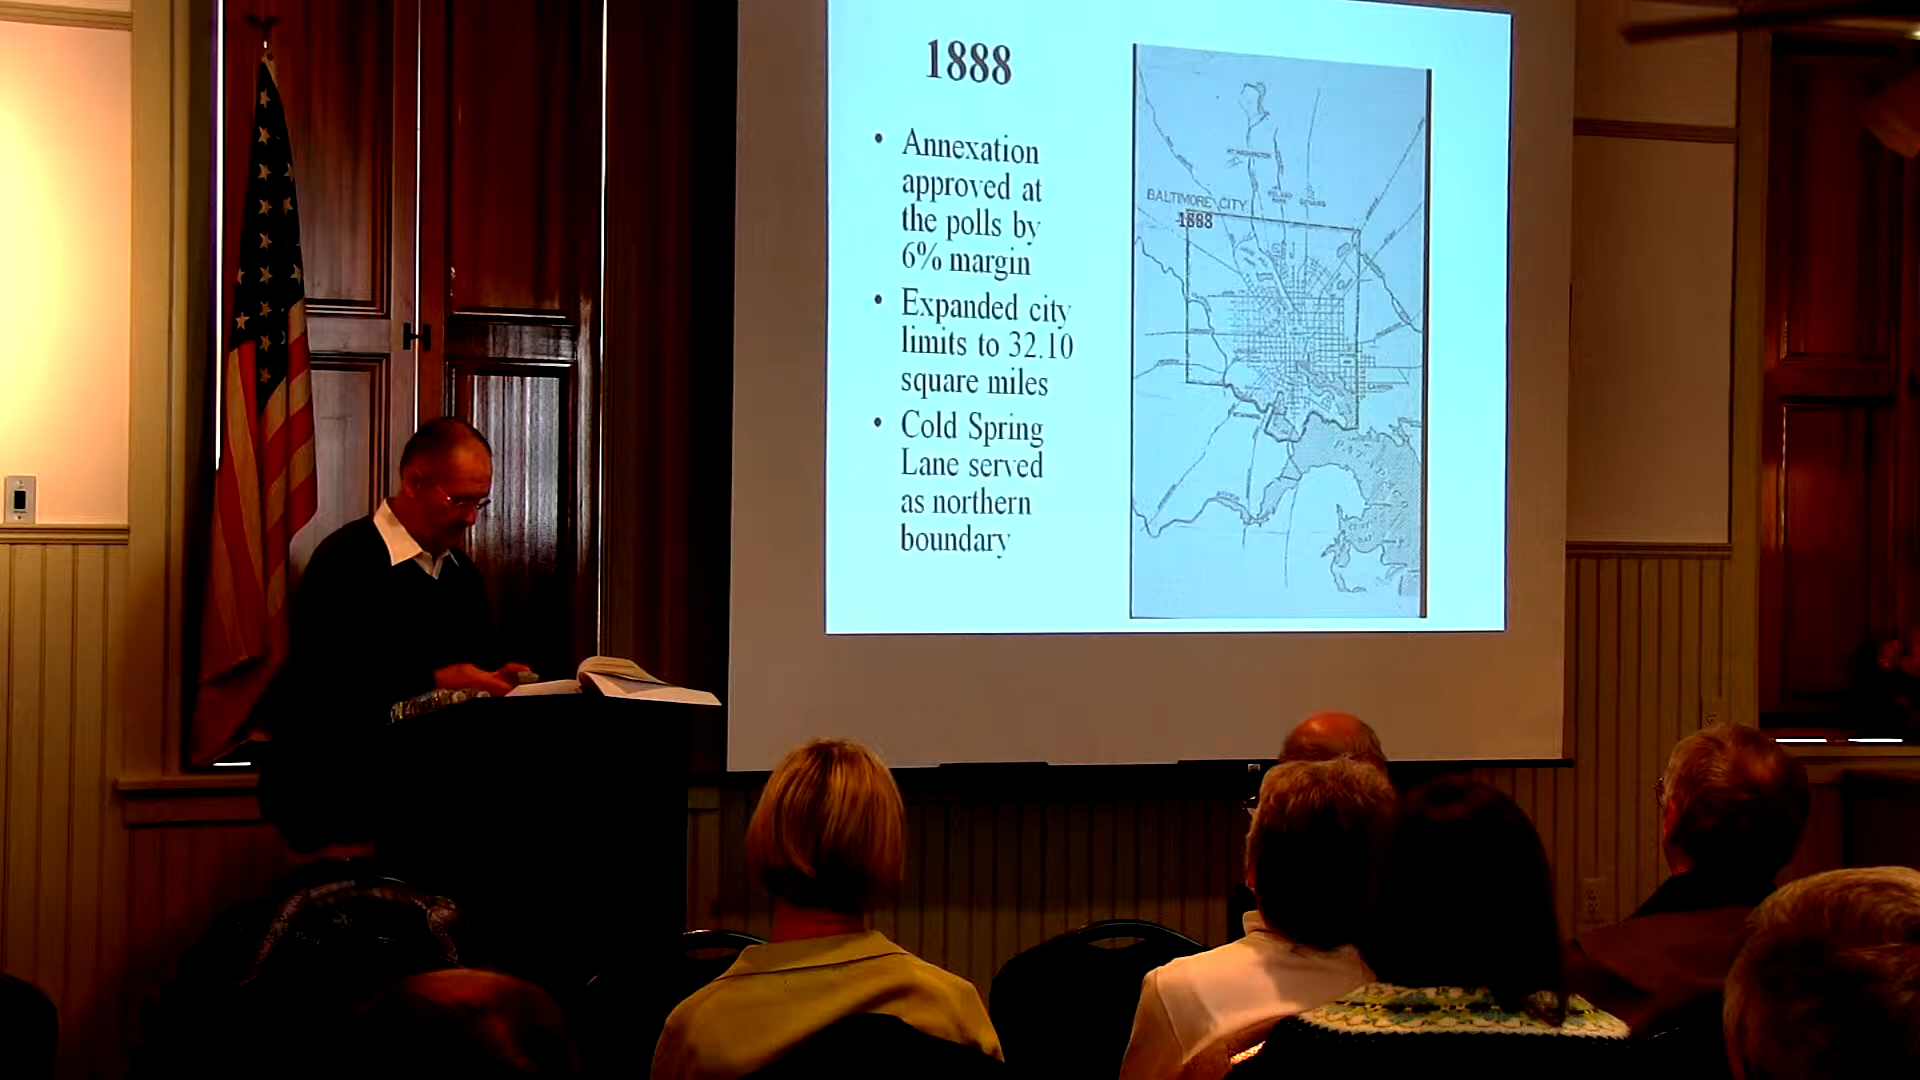 1888
• Annexation
approved at
the polls by
6% margin
• Expanded city
limits to 32.10
square miles
• Cold Spring
Lane served
as northern
boundary
BALTIMORE CITY
1888